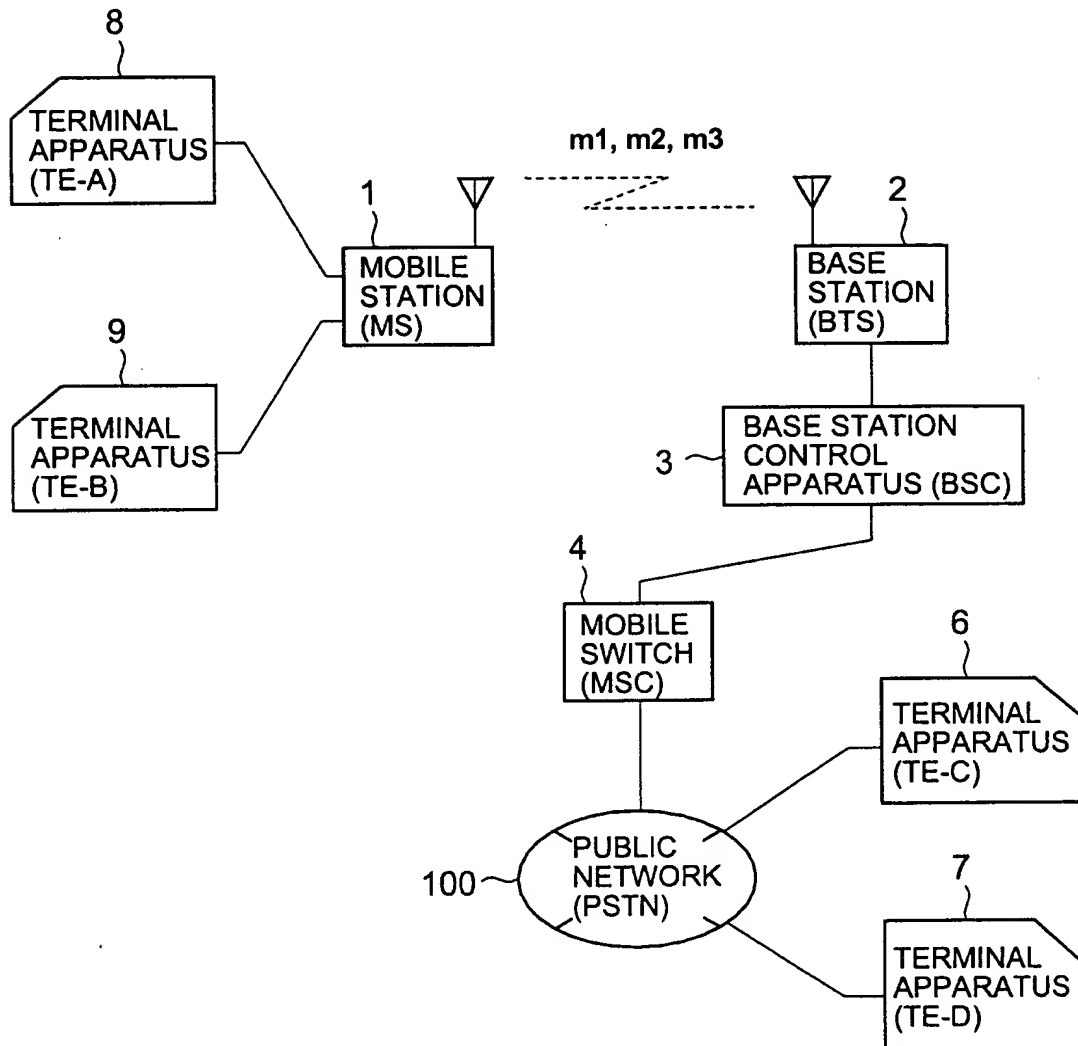 8
TERMINAL
APPARATUS
(TE-A)
m1, m2, m3
1
MOBILE
STATION
(MS)
2
BASE
STATION
(BTS)
9
TERMINAL
APPARATUS
(TE-B)
3
BASE STATION
CONTROL
APPARATUS (BSC)
4
MOBILE
SWITCH
(MSC)
6
TERMINAL
APPARATUS
(TE-C)
100
PUBLIC
NETWORK
(PSTN)
7
TERMINAL
APPARATUS
(TE-D)